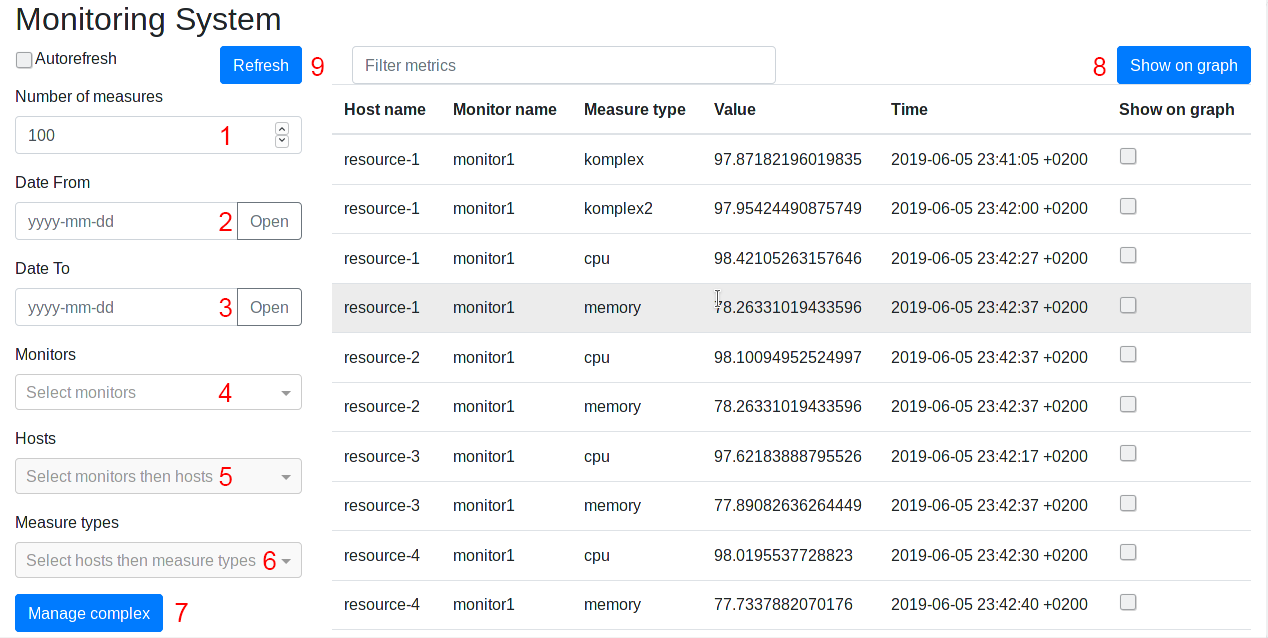 Monitoring System
Autorefresh
Refresh 9
Number of measures
100 1
Date From
yyyy-mm-dd 2 Open
Date To
yyyy-mm-dd 3 Open
Monitors
Select monitors 4
Hosts
Select monitors then hosts 5
Measure types
Select hosts then measure types 6
Manage complex 7
Filter metrics
8 Show on graph
Host name Monitor name Measure type Value Time Show on graph
resource-1 monitor1 komplex 97.87182196019835 2019-06-05 23:41:05 +0200
resource-1 monitor1 komplex2 97.95424490875749 2019-06-05 23:42:00 +0200
resource-1 monitor1 cpu 98.42105263157646 2019-06-05 23:42:27 +0200
resource-1 monitor1 memory 78.26331019433596 2019-06-05 23:42:37 +0200
resource-2 monitor1 cpu 98.10094952524997 2019-06-05 23:42:37 +0200
resource-2 monitor1 memory 78.26331019433596 2019-06-05 23:42:37 +0200
resource-3 monitor1 cpu 97.62183888795526 2019-06-05 23:42:17 +0200
resource-3 monitor1 memory 77.89082636264449 2019-06-05 23:42:37 +0200
resource-4 monitor1 cpu 98.0195537728823 2019-06-05 23:42:30 +0200
resource-4 monitor1 memory 77.7337882070176 2019-06-05 23:42:40 +0200